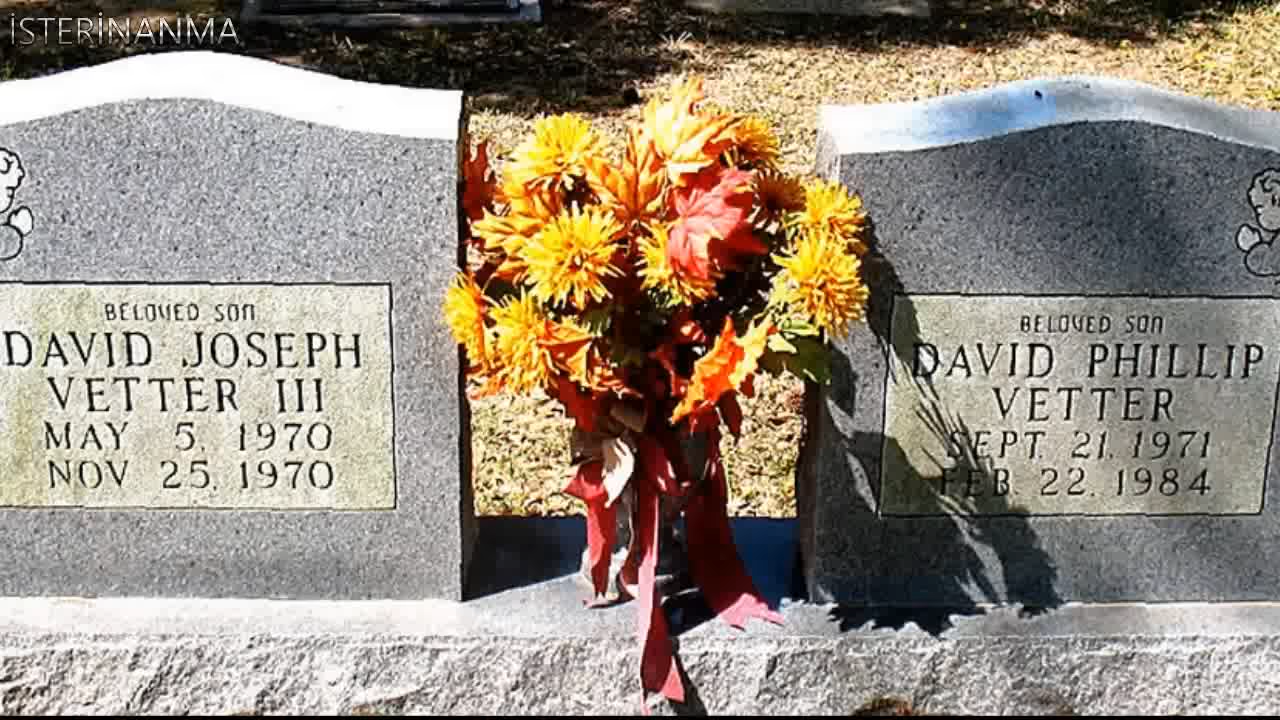 İSTERİNANMA
BELOVED SON
DAVID JOSEPH
VETTER III
MAY 5, 1970
NOV 25, 1970
BELOVED SON
DAVID PHILLIP
VETTER
SEPT. 21, 1971
FEB 22, 1984